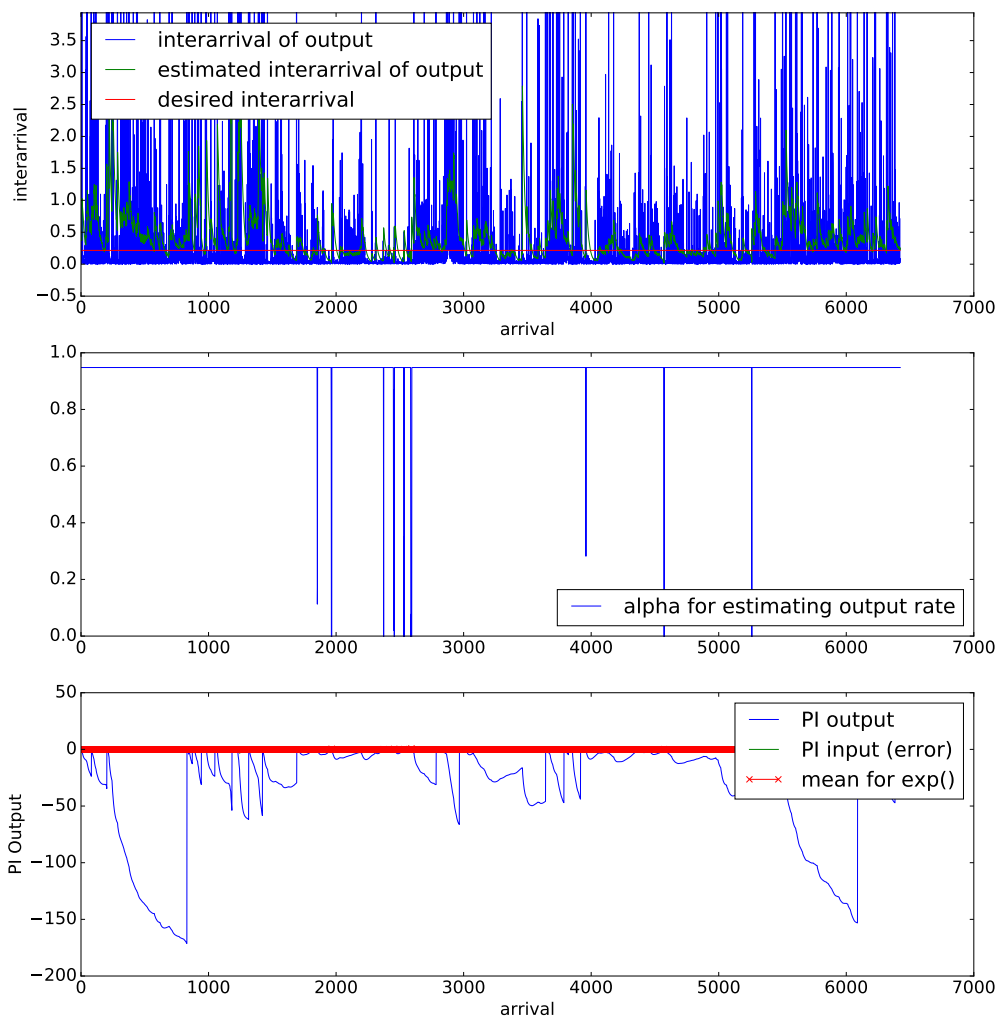 3.5
3.0
2.5
2.0
1.5
1.0
0.5
0.0
−0.5
interarrival
interarrival of output
estimated interarrival of output
desired interarrival
0 1000 2000 3000 4000 5000 6000 7000
arrival
1.0
0.8
0.6
0.4
0.2
0.0
alpha for estimating output rate
0 1000 2000 3000 4000 5000 6000 7000
50
0
−50
−100
−150
−200
PI Output
PI output
PI input (error)
mean for exp()
0 1000 2000 3000 4000 5000 6000 7000
arrival